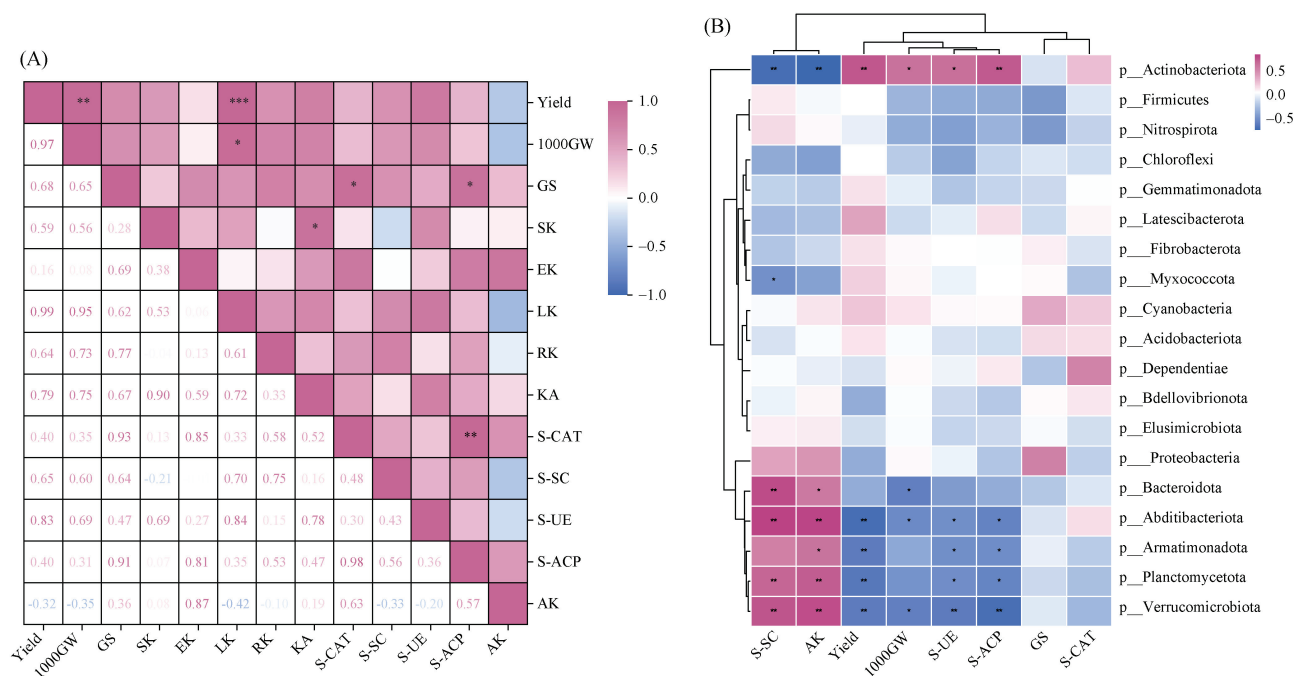 (A)
** *** Yield
0.97 * 1000GW
0.68 0.65 * * GS
0.59 0.56 0.28 * SK
0.16 0.08 0.69 0.38 EK
0.99 0.95 0.62 0.53 0.06 LK
0.64 0.73 0.77 0.13 0.61 RK
0.79 0.75 0.67 0.90 0.59 0.72 0.33 KA
0.40 0.35 0.93 0.13 0.85 0.33 0.58 0.52 ** S-CAT
0.65 0.60 0.64 -0.21 0.70 0.75 0.16 0.48 S-SC
0.83 0.69 0.47 0.69 0.27 0.84 0.15 0.78 0.30 0.43 S-UE
0.40 0.31 0.91 0.07 0.81 0.35 0.53 0.47 0.98 0.56 0.36 S-ACP
-0.32 -0.35 0.36 0.08 0.87 -0.42 -0.10 0.19 0.63 -0.33 -0.20 0.57 AK
Yield 1000GW GS SK EK LK RK KA S-CAT S-SC S-UE S-ACP AK
1.0
0.5
0.0
−0.5
−1.0
(B)
** ** ** * * ** p__Actinobacteriota
p__Firmicutes
p__Nitrospirota
p__Chloroflexi
p__Gemmatimonadota
p__Latescibacterota
p___Fibrobacterota
* p___Myxococcota
p__Cyanobacteria
p__Acidobacteriota
p__Dependentiae
p__Bdellovibrionota
p__Elusimicrobiota
p___Proteobacteria
** * * p__Bacteroidota
** ** ** * * * p__Abditibacteriota
* ** * * p__Armatimonadota
** ** ** * * p__Planctomycetota
** ** ** * ** ** p__Verrucomicrobiota
S-SC AK Yield 1000GW S-UE S-ACP GS S-CAT
0.5
0.0
−0.5